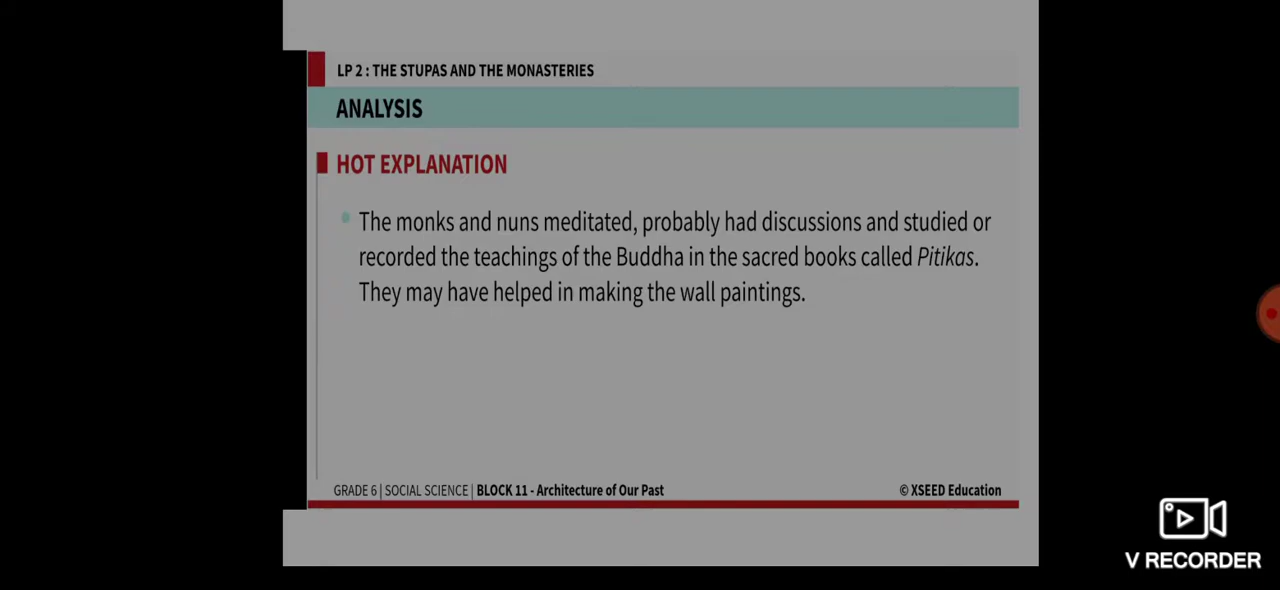 LP 2 : THE STUPAS AND THE MONASTERIES
ANALYSIS
HOT EXPLANATION
The monks and nuns meditated, probably had discussions and studied or
recorded the teachings of the Buddha in the sacred books called Pitikas.
They may have helped in making the wall paintings.
GRADE 6 | SOCIAL SCIENCE | BLOCK 11 - Architecture of Our Past
© XSEED Education
V RECORDER